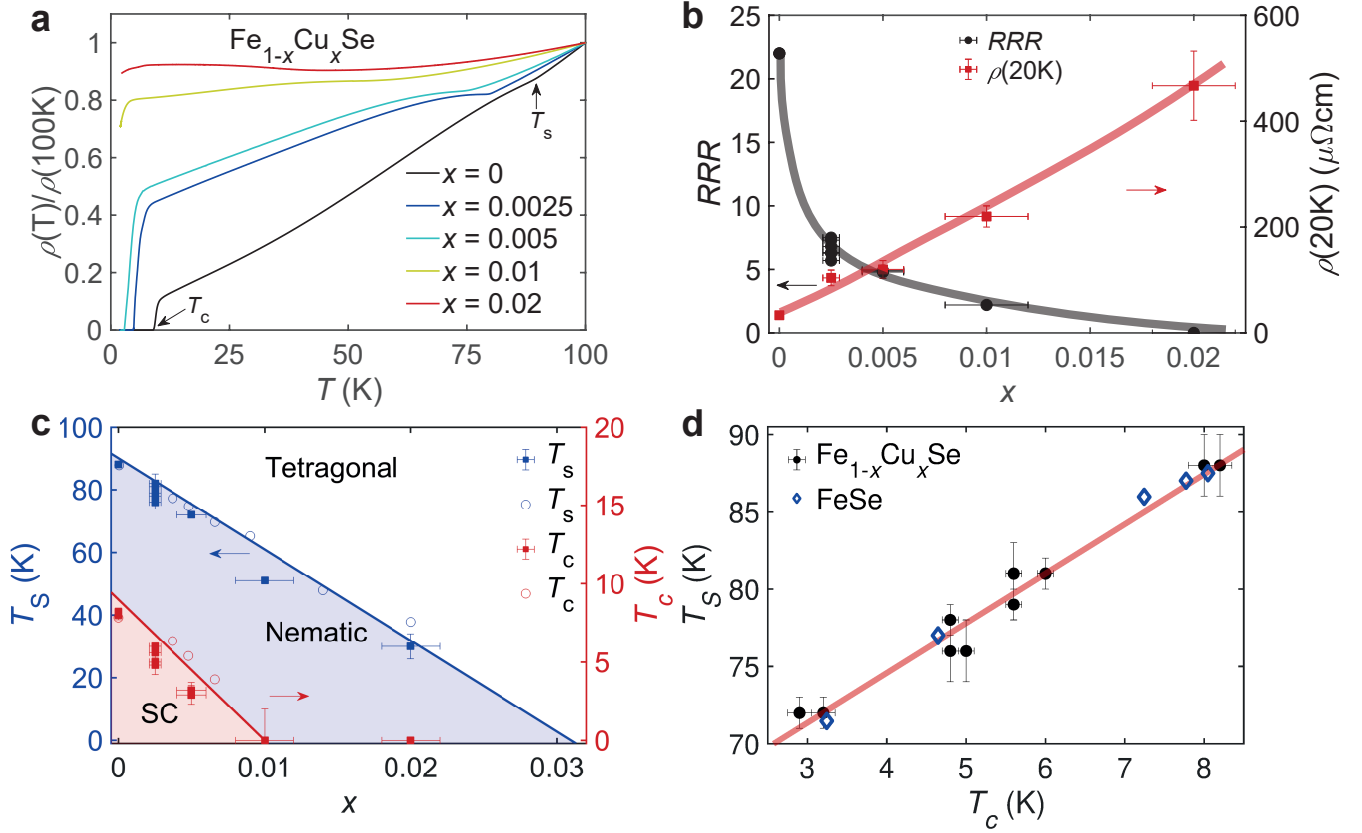 a
Fe1-xCuxSe
1
0.8
0.6
0.4
0.2
0
ρ(T)/ρ(100K)
Ts
Tc
x = 0
x = 0.0025
x = 0.005
x = 0.01
x = 0.02
0 25 50 75 100
T (K)
b
25
20
15
10
5
0
RRR
RRR
ρ(20K)
600
400
200
0
ρ(20K) (μΩcm)
0 0.005 0.01 0.015 0.02
x
c
100
80
60
40
20
0
TS (K)
Tetragonal
Nematic
SC
Ts
Ts
Tc
Tc
20
15
10
5
0
Tc (K)
0 0.01 0.02 0.03
x
d
90
85
80
75
70
TS (K)
Fe1-xCuxSe
FeSe
3 4 5 6 7 8
Tc (K)